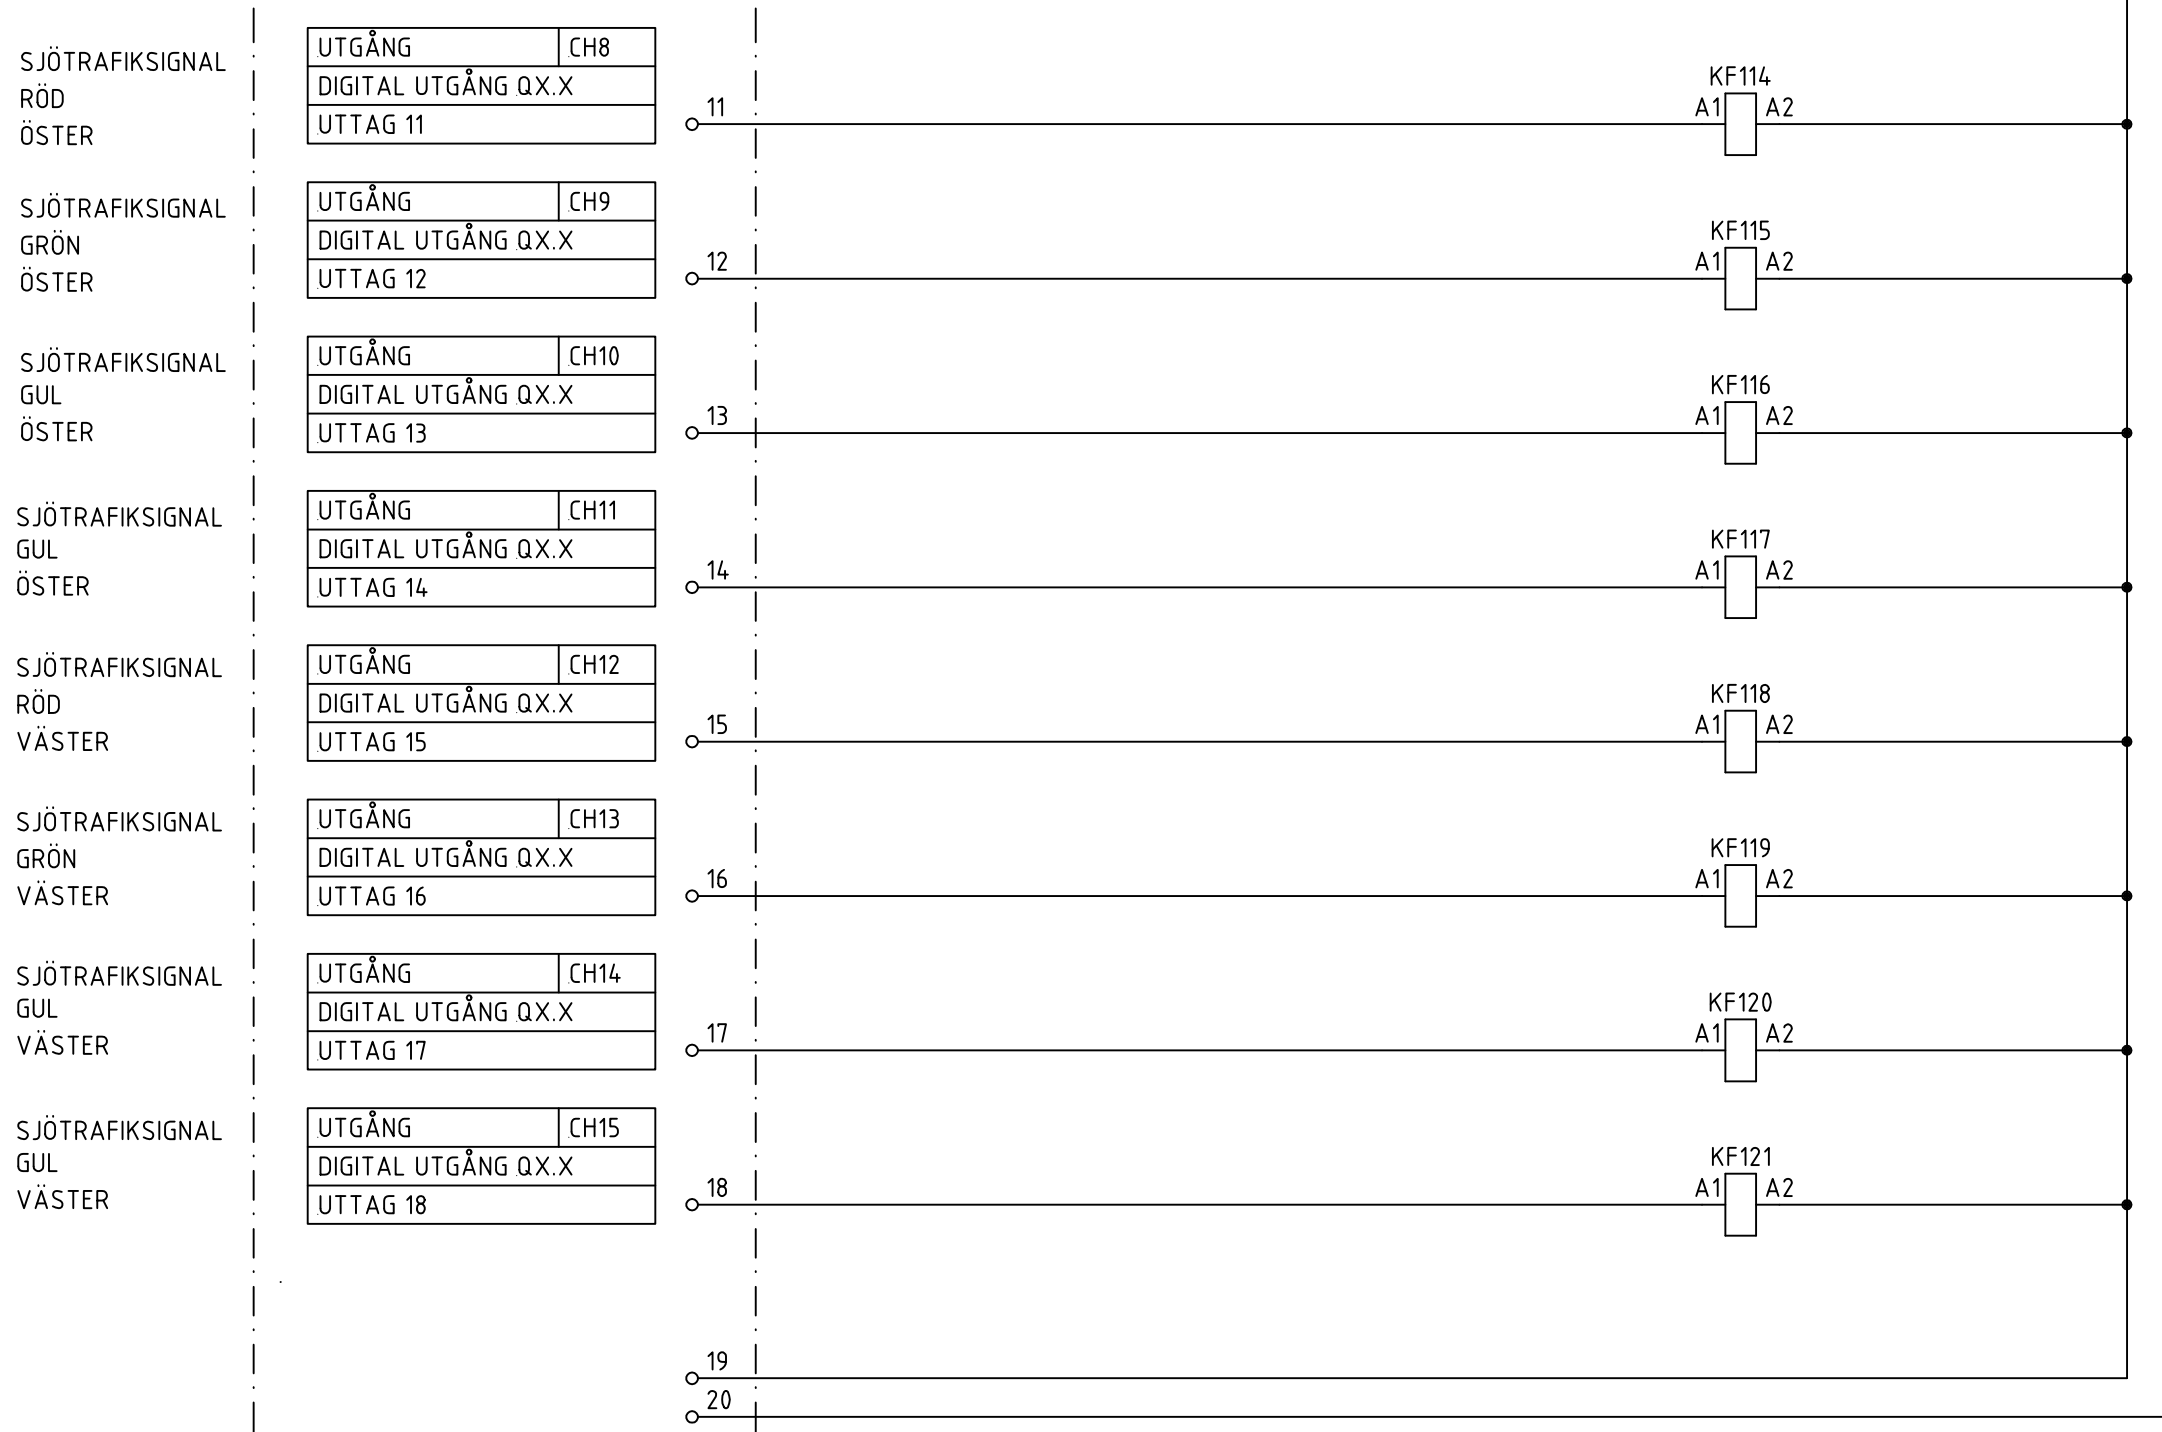 SJÖTRAFIKSIGNAL
RÖD
ÖSTER
UTGÅNG CH8
DIGITAL UTGÅNG QX.X
UTTAG 11
11
KF114
A1 A2
SJÖTRAFIKSIGNAL
GRÖN
ÖSTER
UTGÅNG CH9
DIGITAL UTGÅNG QX.X
UTTAG 12
12
KF115
A1 A2
SJÖTRAFIKSIGNAL
GUL
ÖSTER
UTGÅNG CH10
DIGITAL UTGÅNG QX.X
UTTAG 13
13
KF116
A1 A2
SJÖTRAFIKSIGNAL
GUL
ÖSTER
UTGÅNG CH11
DIGITAL UTGÅNG QX.X
UTTAG 14
14
KF117
A1 A2
SJÖTRAFIKSIGNAL
RÖD
VÄSTER
UTGÅNG CH12
DIGITAL UTGÅNG QX.X
UTTAG 15
15
KF118
A1 A2
SJÖTRAFIKSIGNAL
GRÖN
VÄSTER
UTGÅNG CH13
DIGITAL UTGÅNG QX.X
UTTAG 16
16
KF119
A1 A2
SJÖTRAFIKSIGNAL
GUL
VÄSTER
UTGÅNG CH14
DIGITAL UTGÅNG QX.X
UTTAG 17
17
KF120
A1 A2
SJÖTRAFIKSIGNAL
GUL
VÄSTER
UTGÅNG CH15
DIGITAL UTGÅNG QX.X
UTTAG 18
18
KF121
A1 A2
19
20